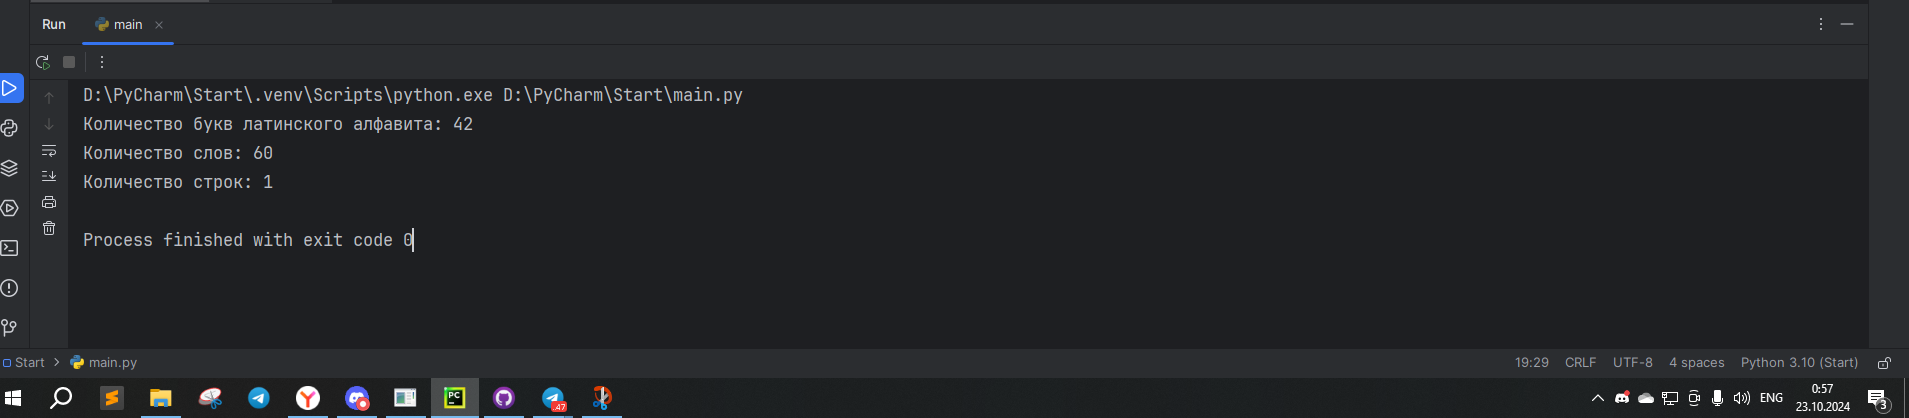 Run main
D:\PyCharm\Start\.venv\Scripts\python.exe D:\PyCharm\Start\main.py
Количество букв латинского алфавита: 42
Количество слов: 60
Количество строк: 1
Process finished with exit code 0
Start > main.py 19:29 CRLF UTF-8 4 spaces Python 3.10 (Start)
PC .47 ENG 0:57
23.10.2024 3